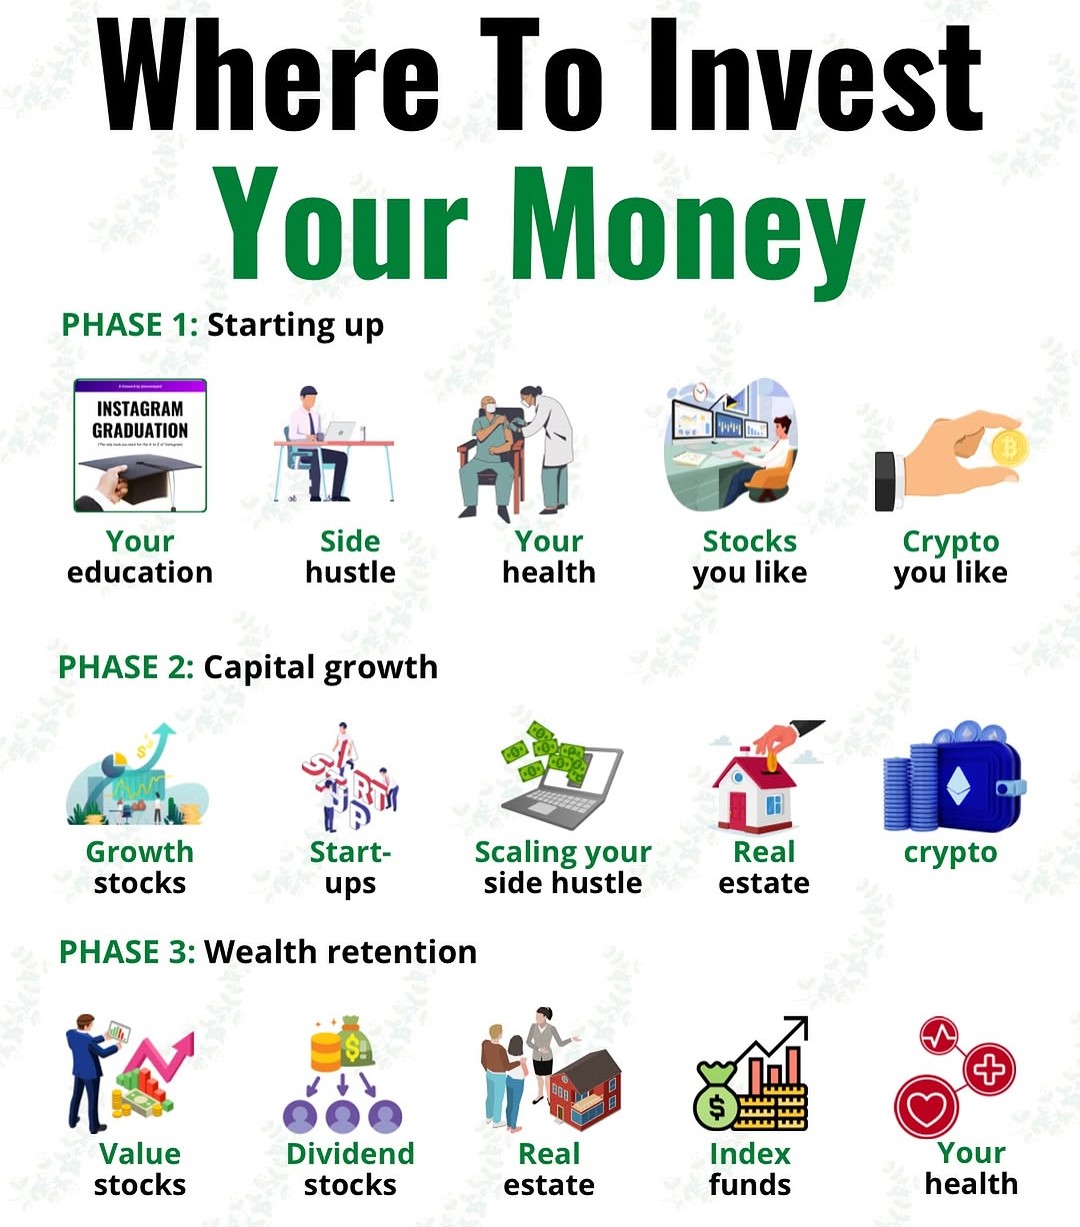 Where To Invest
Your Money
PHASE 1: Starting up
INSTAGRAM
GRADUATION
Your
education
Side
hustle
Your
health
Stocks
you like
Crypto
you like
PHASE 2: Capital growth
START
UP
Growth
stocks
Start-
ups
Scaling your
side hustle
Real
estate
crypto
PHASE 3: Wealth retention
Value
stocks
Dividend
stocks
Real
estate
Index
funds
Your
health